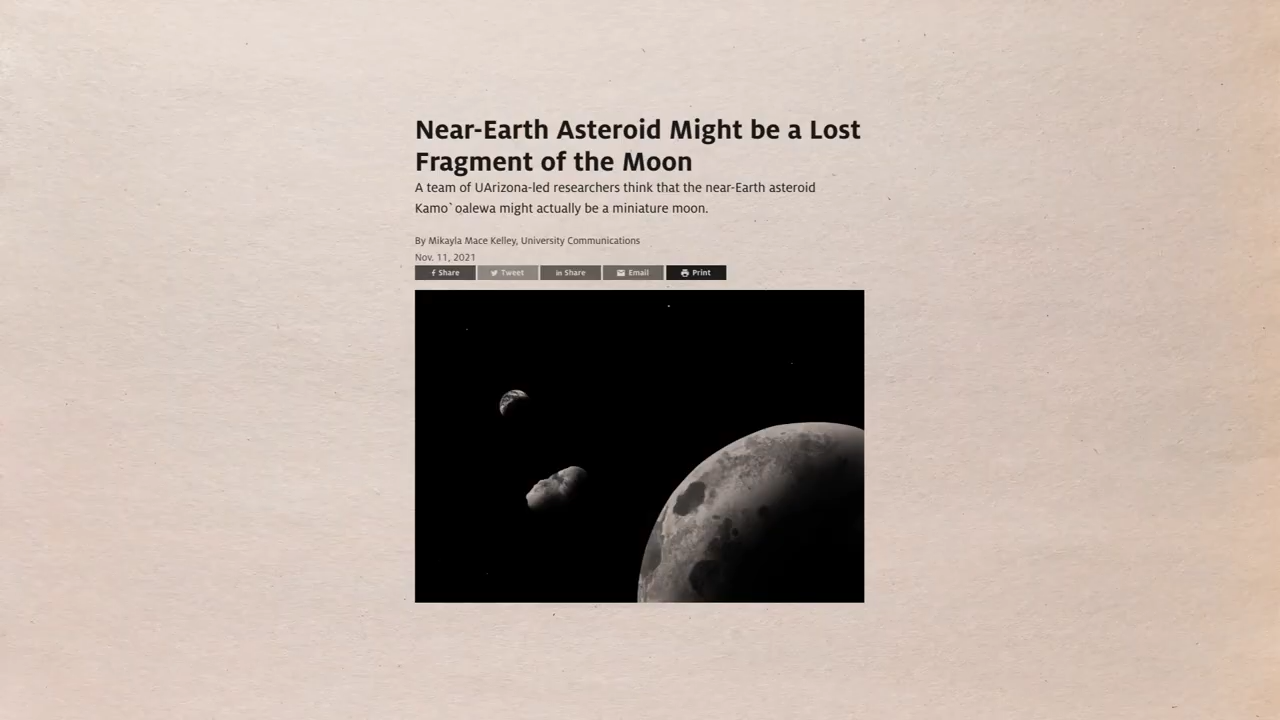 Near-Earth Asteroid Might be a Lost
Fragment of the Moon
A team of UArizona-led researchers think that the near-Earth asteroid
Kamo`oalewa might actually be a miniature moon.
By Mikayla Mace Kelley, University Communications
Nov. 11, 2021
f Share Tweet in Share Email Print